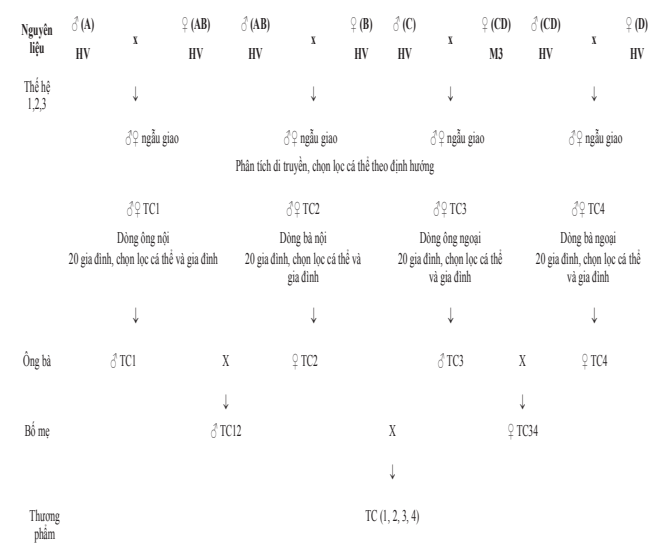 Nguyên liệu ♂ (A) HV x ♀ (AB) HV ♂ (AB) HV x ♀ (B) HV ♂ (C) HV x ♀ (CD) M3 ♂ (CD) HV x ♀ (D) HV
Thế hệ 1,2,3 ↓ ↓ ↓ ↓
♂♀ ngẫu giao ♂♀ ngẫu giao ♂♀ ngẫu giao ♂♀ ngẫu giao
Phân tích di truyền, chọn lọc cá thể theo định hướng
♂♀ TC1 ♂♀ TC2 ♂♀ TC3 ♂♀ TC4
Dòng ông nội Dòng bà nội Dòng ông ngoại Dòng bà ngoại
20 gia đình, chọn lọc cá thể và gia đình 20 gia đình, chọn lọc cá thể và 20 gia đình, chọn lọc cá thể 20 gia đình, chọn lọc cá thể
gia đình và gia đình và gia đình
↓ ↓ ↓ ↓
Ông bà ♂ TC1 X ♀ TC2 ♂ TC3 X ♀ TC4
↓ ↓
Bố mẹ ♂ TC12 X ♀ TC34
↓
Thương TC (1, 2, 3, 4)
phẩm